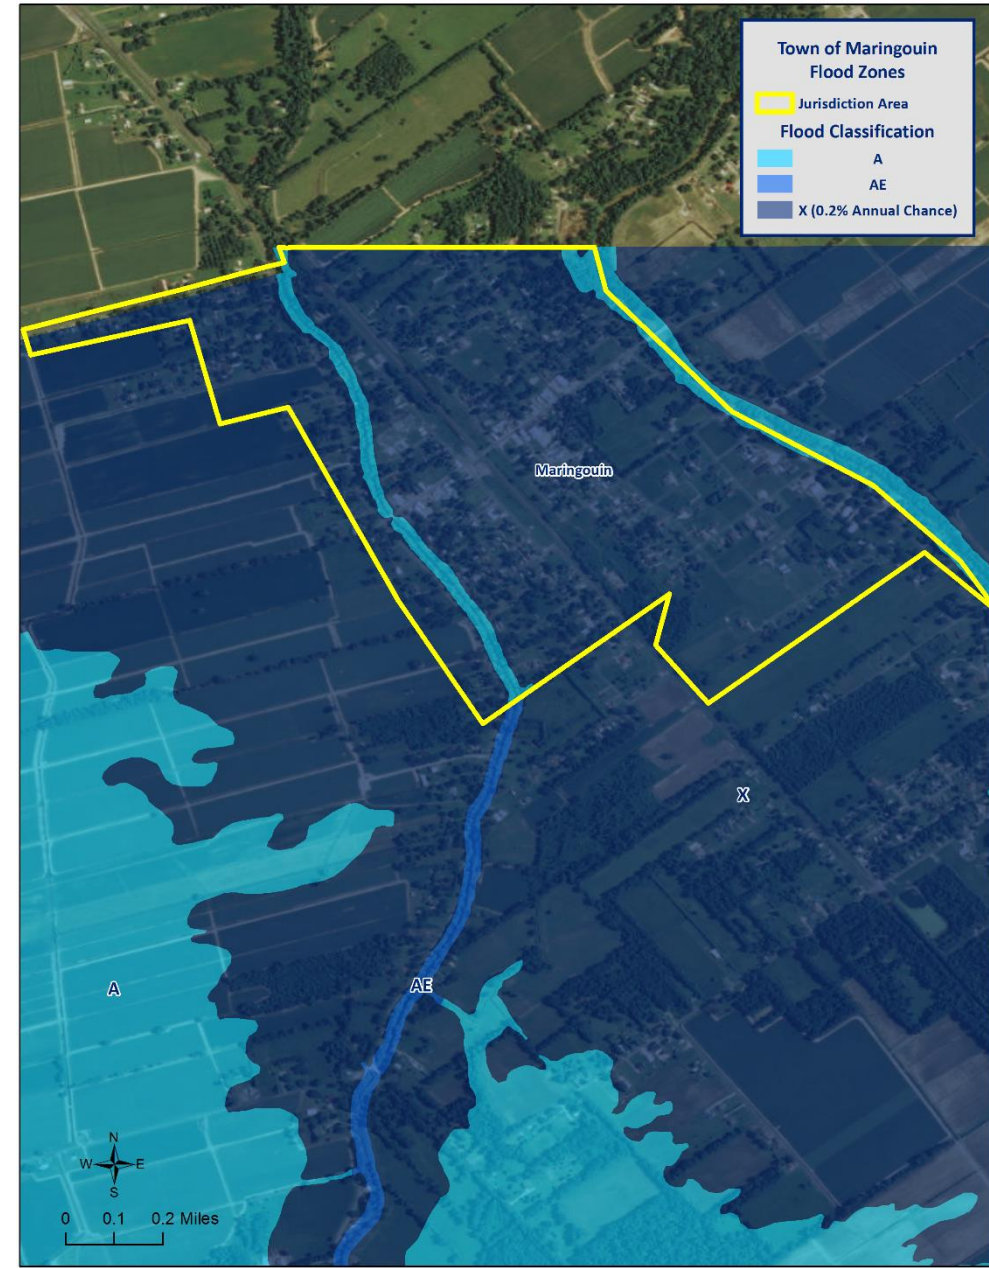 Town of Maringouin
Flood Zones
Jurisdiction Area
Flood Classification
A
AE
X (0.2% Annual Chance)
Maringouin
X
AE
A
N
W E
S
0 0.1 0.2 Miles